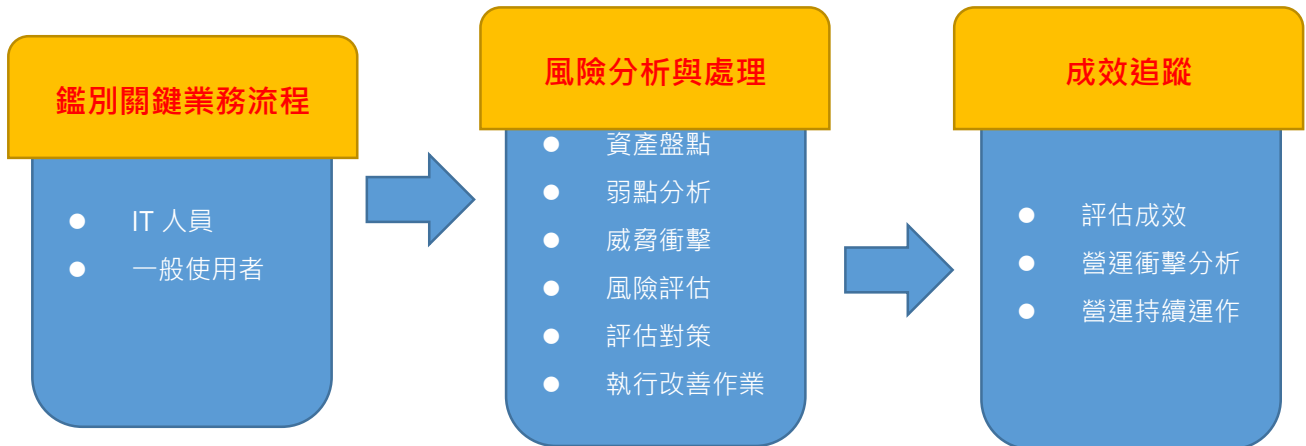 鑑別關鍵業務流程
● IT 人員
● 一般使用者
風險分析與處理
● 資產盤點
● 弱點分析
● 威脅衝擊
● 風險評估
● 評估對策
● 執行改善作業
成效追蹤
● 評估成效
● 營運衝擊分析
● 營運持續運作